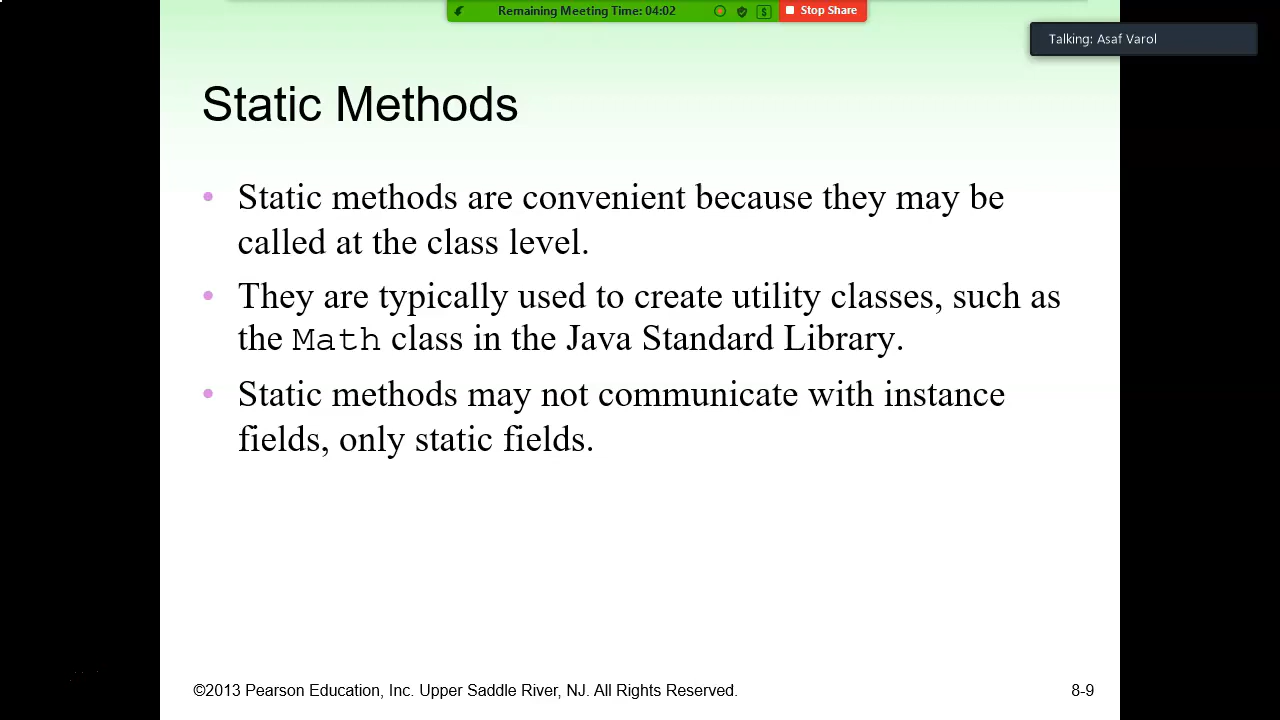 Remaining Meeting Time: 04:02
Stop Share
Talking: Asaf Varol
Static Methods
• Static methods are convenient because they may be
called at the class level.
• They are typically used to create utility classes, such as
the Math class in the Java Standard Library.
• Static methods may not communicate with instance
fields, only static fields.
©2013 Pearson Education, Inc. Upper Saddle River, NJ. All Rights Reserved.
8-9